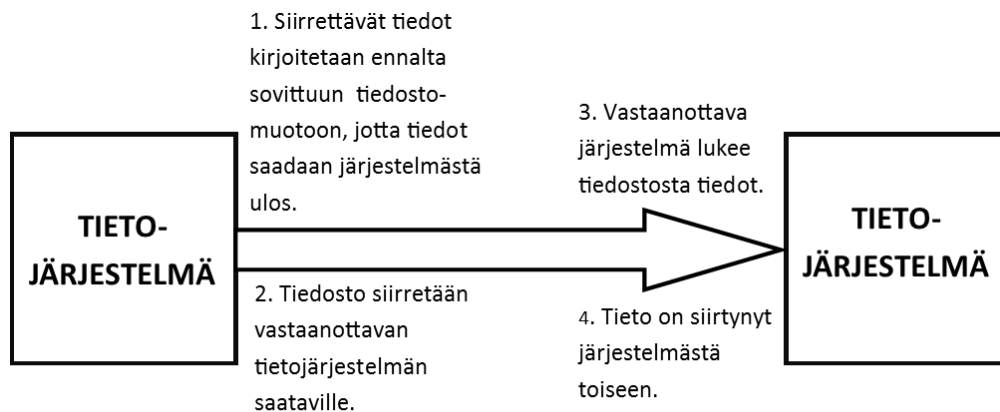 1. Siirrettävät tiedot
kirjoitetaan ennalta
sovittuun tiedosto-
muotoon, jotta tiedot
saadaan järjestelmästä
ulos.
TIETO-
JÄRJESTELMÄ
2. Tiedosto siirretään
vastaanottavan
tietojärjestelmän
saataville.
3. Vastaanottava
järjestelmä lukee
tiedostosta tiedot.
4. Tieto on siirtynyt
järjestelmästä
toiseen.
TIETO-
JÄRJESTELMÄ